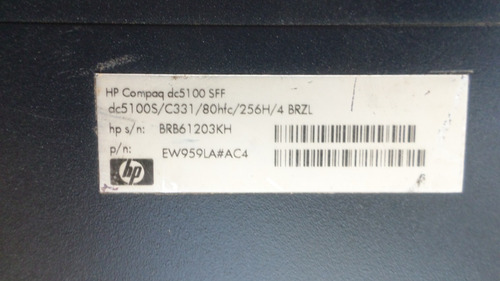 HP Compaq dc5100 SFF
dc5100S/C331/80hfc/256H/4 BRZL
hp s/n: BRB61203KH
p/n: EW959LA#AC4
hp